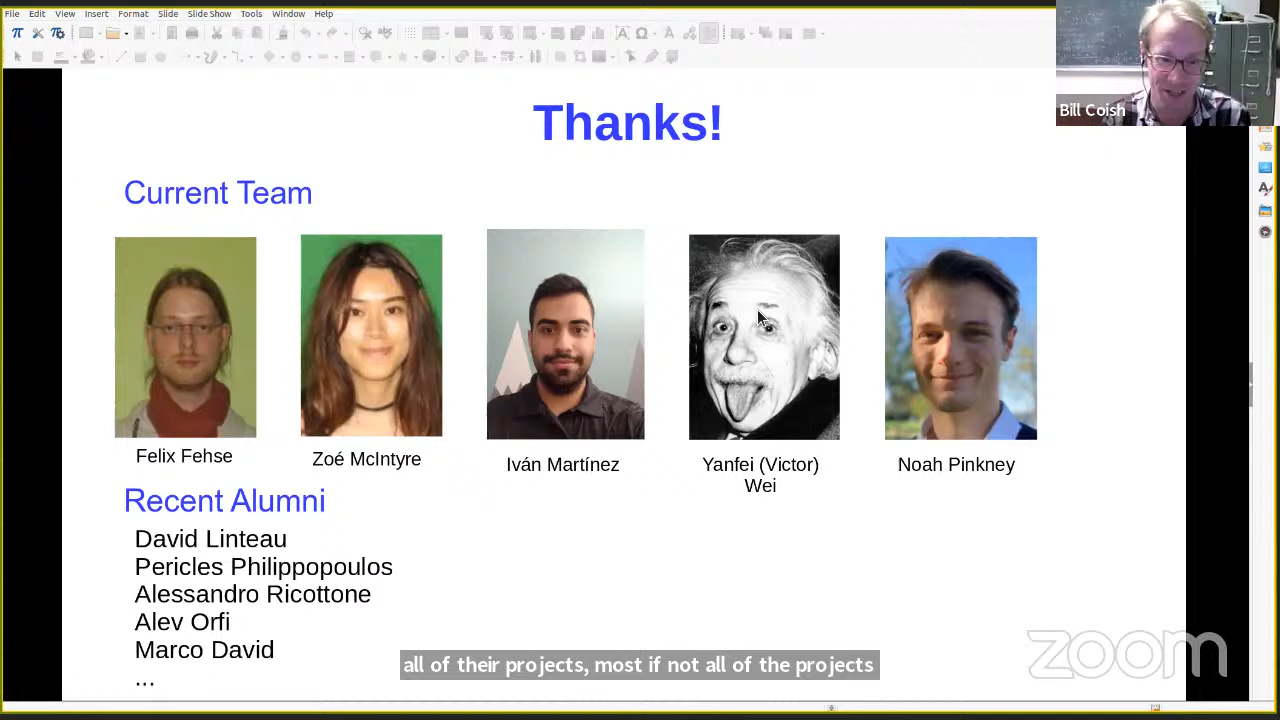 File Edit View Insert Format Slide Slide Show Tools Window Help
Bill Coish
Thanks!
Current Team
Felix Fehse
Zoé McIntyre
Iván Martínez
Yanfei (Victor)
Wei
Noah Pinkney
Recent Alumni
David Linteau
Pericles Philippopoulos
Alessandro Ricottone
Alev Orfi
Marco David
...
all of their projects, most if not all of the projects
zoom